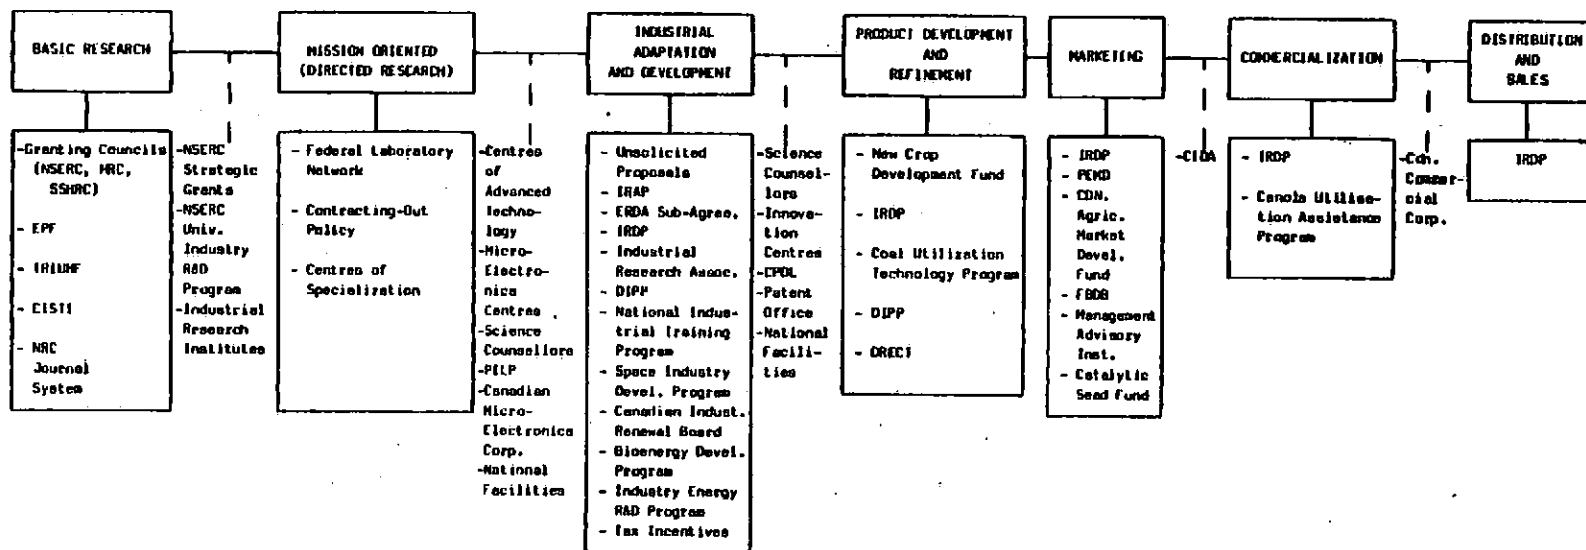 BASIC RESEARCH
-Granting Councils
(NSERC, MRC,
SSHRC)
- EPF
- TRIUMF
- CISTI
- NRC
Journal
System
-NSERC
Strategic
Grants
-NSERC
Univ.
Industry
R&D
Program
-Industrial
Research
Institutes
MISSION ORIENTED
(DIRECTED RESEARCH)
- Federal Laboratory
Network
- Contracting-Out
Policy
- Centres of
Specialization
-Centres
of
Advanced
Techno-
logy
-Micro-
Electro-
nics
Centres
-Science
Counsellors
-PILP
-Canadian
Micro-
Electronics
Corp.
-National
Facilities
INDUSTRIAL
ADAPTATION
AND DEVELOPMENT
- Unsolicited
Proposals
- IRAP
- ERDA Sub-Agree.
- IRDP
- Industrial
Research Assoc.
- DIPP
- National Indus-
trial Training
Program
- Space Industry
Devel. Program
- Canadian Indust.
Renewal Board
- Bioenergy Devel.
Program
- Industry Energy
R&D Program
- Tax Incentives
-Science
Counsel-
lors
-Innova-
tion
Centres
-CPDL
-Patent
Office
-National
Facili-
ties
PRODUCT DEVELOPMENT
AND
REFINEMENT
- New Crop
Development Fund
- IRDP
- Coal Utilization
Technology Program
- DIPP
- DRECT
MARKETING
- IRDP
- PEMD
- CDN.
Agric.
Market
Devel.
Fund
- FBDB
- Management
Advisory
Inst.
- Catalytic
Seed Fund
-CIDA
COMMERCIALIZATION
- IRDP
- Canola Utilisa-
tion Assistance
Program
-Cdn.
Commer-
cial
Corp.
DISTRIBUTION
AND
SALES
IRDP